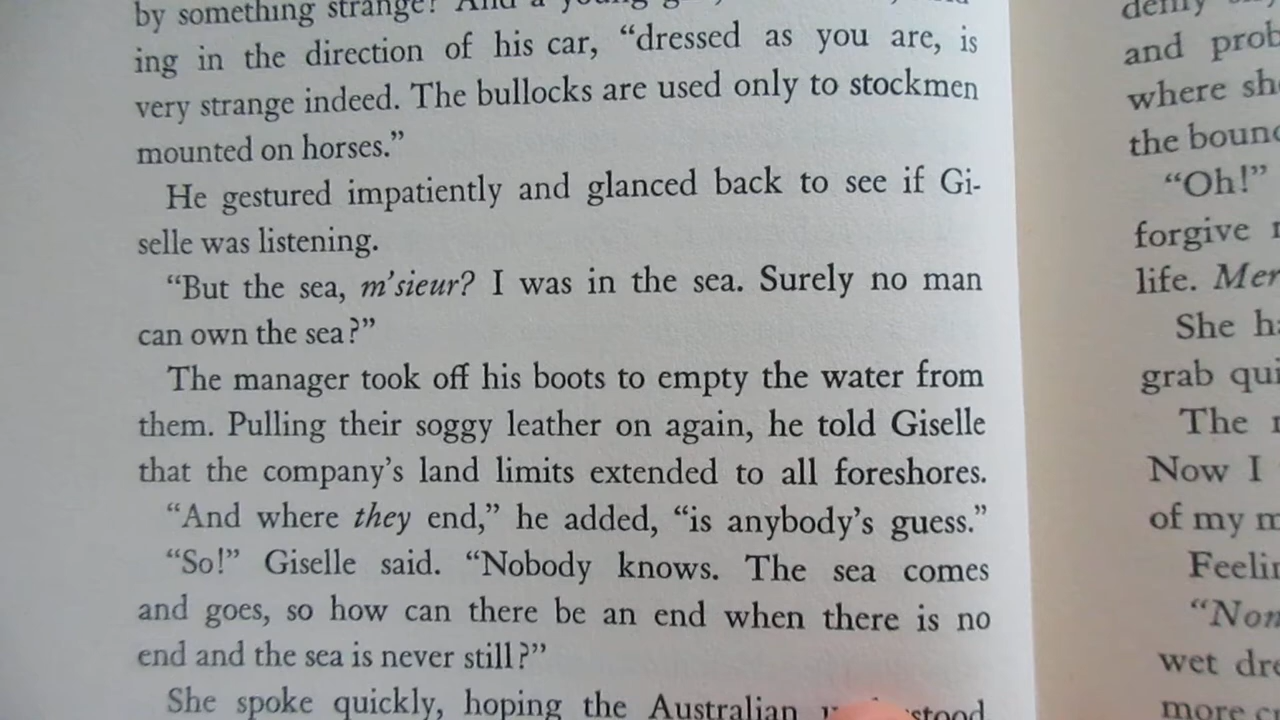 by something strange? And a young
ing in the direction of his car, “dressed as you are, is
very strange indeed. The bullocks are used only to stockmen
mounted on horses.”
He gestured impatiently and glanced back to see if Gi-
selle was listening.
“But the sea, m’sieur? I was in the sea. Surely no man
can own the sea?”
The manager took off his boots to empty the water from
them. Pulling their soggy leather on again, he told Giselle
that the company’s land limits extended to all foreshores.
“And where they end,” he added, “is anybody’s guess.”
“So!” Giselle said. “Nobody knows. The sea comes
and goes, so how can there be an end when there is no
end and the sea is never still?”
She spoke quickly, hoping the Australian
and
where
the
“Oh!”
forgive
life.
She
grab
The
Now I
of my
wet
more